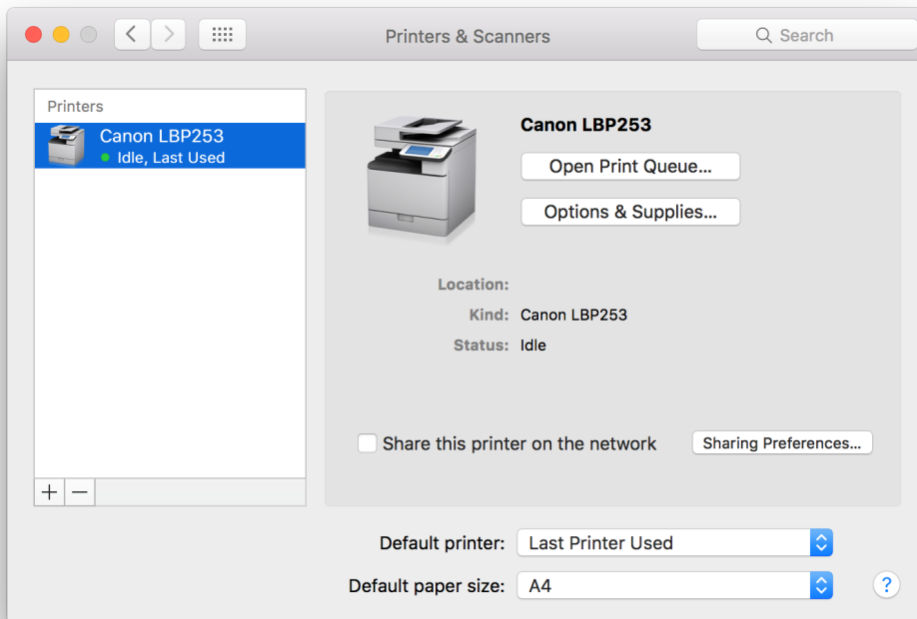 Printers & Scanners
Search
Printers
Canon LBP253
Idle, Last Used
Canon LBP253
Open Print Queue...
Options & Supplies...
Location:
Kind: Canon LBP253
Status: Idle
Share this printer on the network
Sharing Preferences...
Default printer: Last Printer Used
Default paper size: A4
?